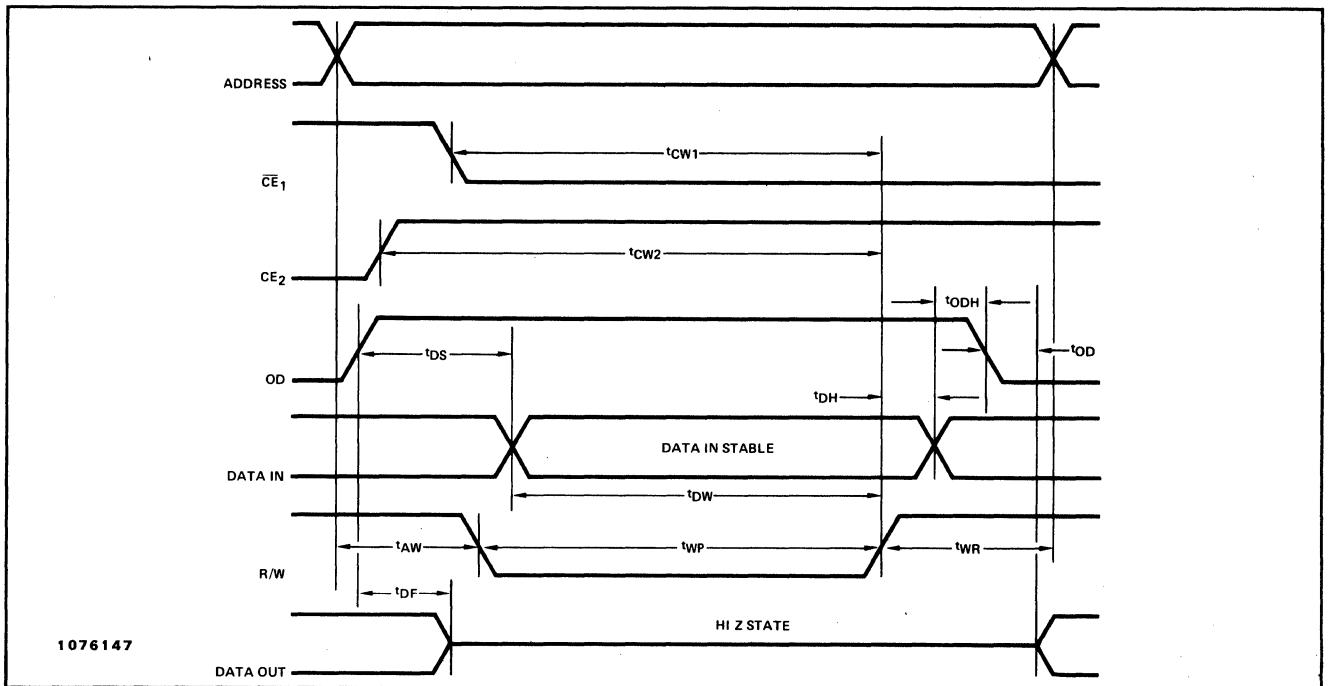 ADDRESS
tCW1
C̅E̅1
tCW2
CE2
tODH
tDS
tOD
OD
tDH
DATA IN STABLE
DATA IN
tDW
tAW
tWP
tWR
R/W
tDF
HI Z STATE
1076147
DATA OUT